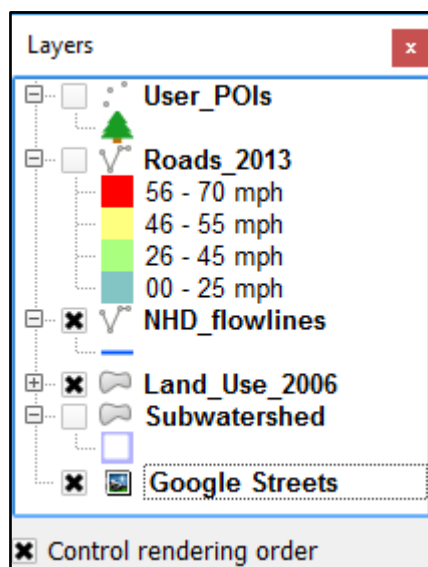 Layers
User_POIs
Roads_2013
56 - 70 mph
46 - 55 mph
26 - 45 mph
00 - 25 mph
NHD_flowlines
Land_Use_2006
Subwatershed
Google Streets
Control rendering order